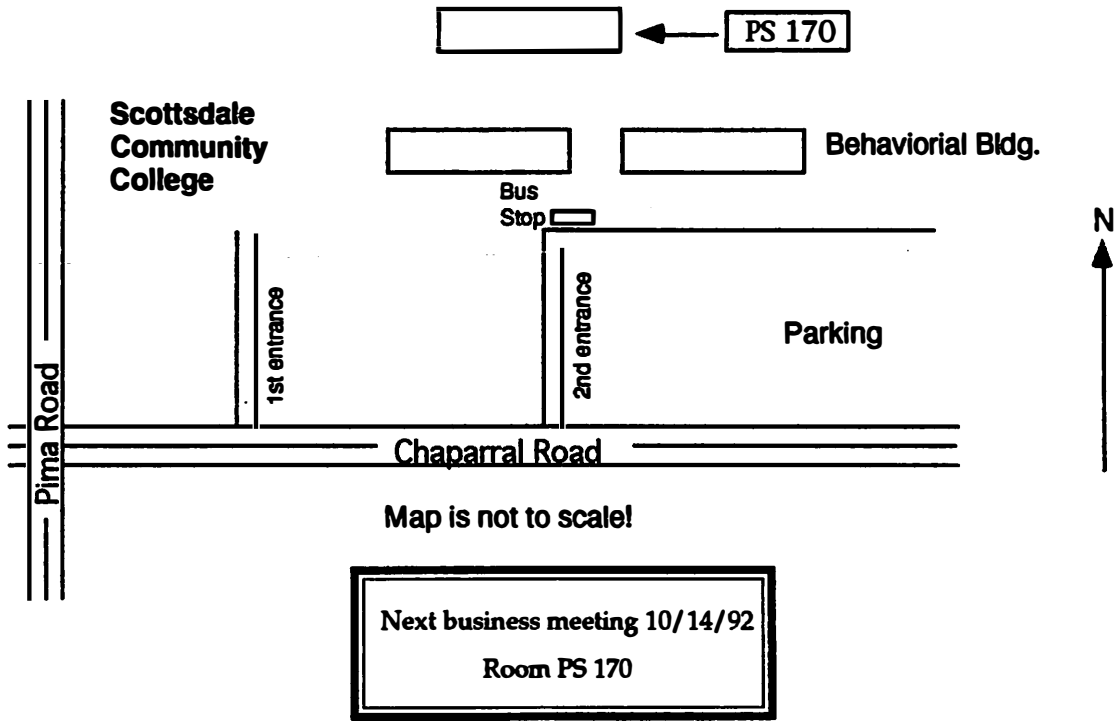 PS 170
Scottsdale
Community
College
Behaviorial Bldg.
Bus
Stop
N
1st entrance
2nd entrance
Parking
Pima Road
Chaparral Road
Map is not to scale!
Next business meeting 10/14/92
Room PS 170